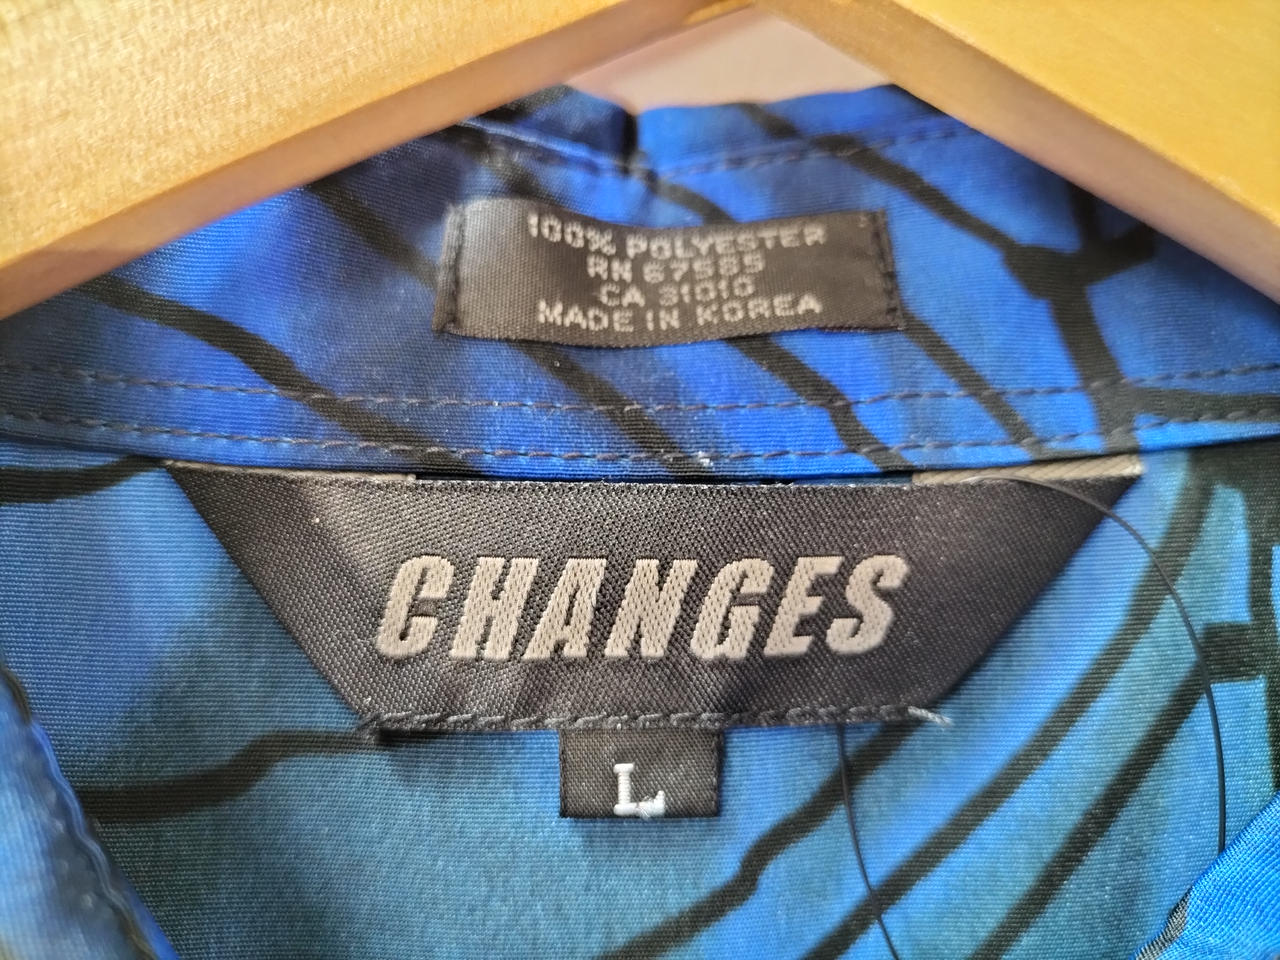 100% POLYESTER
RN 67585
CA 31010
MADE IN KOREA
CHANGES
L